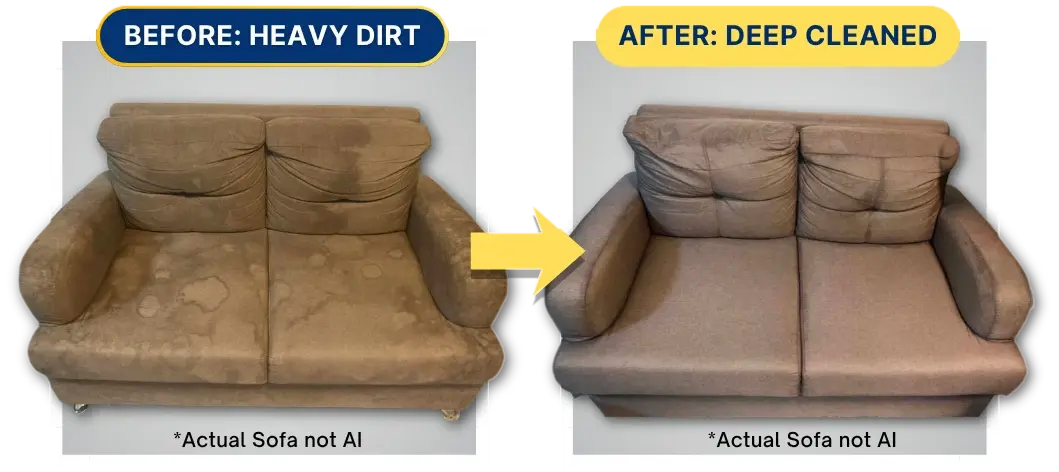 BEFORE: HEAVY DIRT
AFTER: DEEP CLEANED
*Actual Sofa not AI
*Actual Sofa not AI